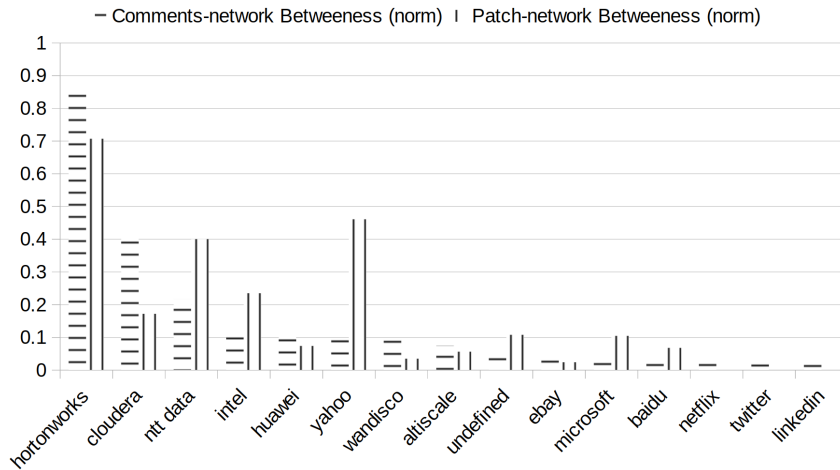 Comments-network Betweeness (norm) Patch-network Betweeness (norm)
1
0.9
0.8
0.7
0.6
0.5
0.4
0.3
0.2
0.1
0
hortonworks
cloudera
ntt data
intel
huawei
yahoo
wandisco
altiscale
undefined
ebay
microsoft
baidu
netflix
twitter
linkedin